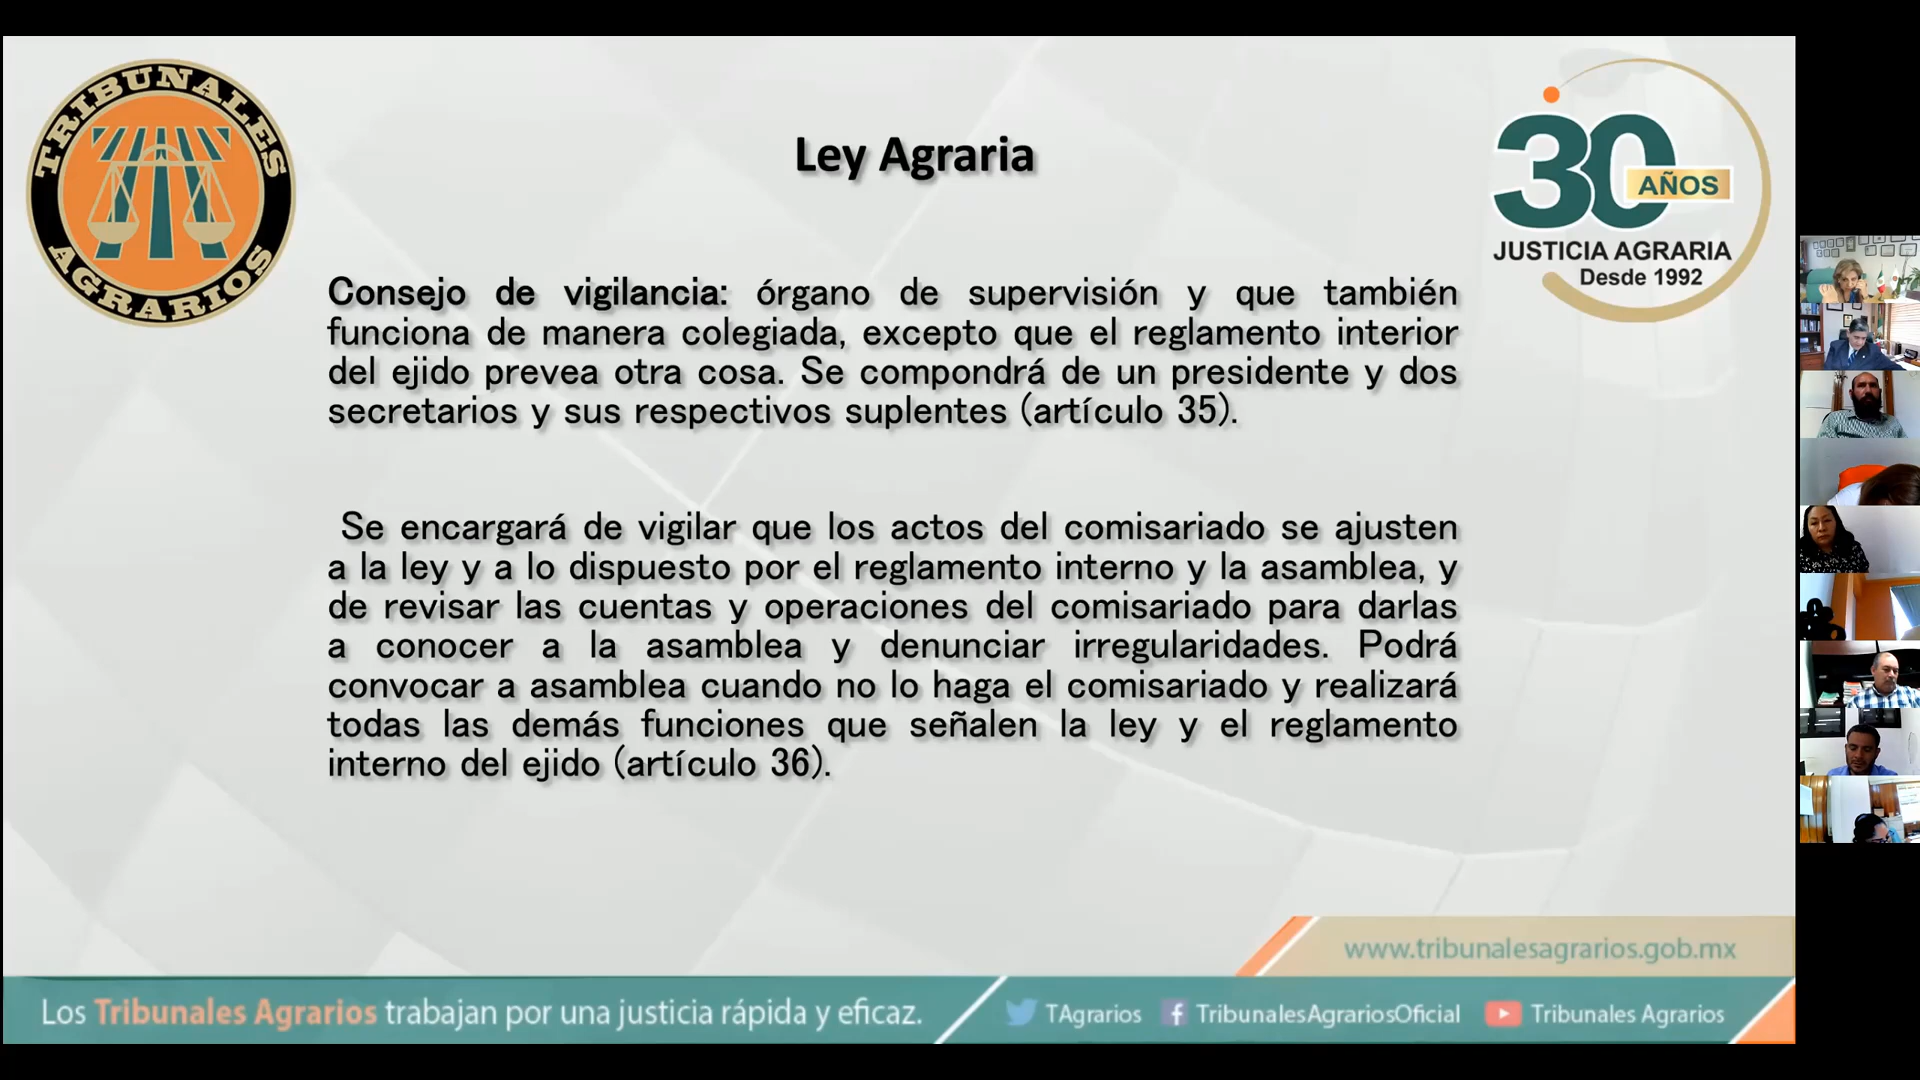 TRIBUNALES
AGRARIOS
Ley Agraria
30
AÑOS
JUSTICIA AGRARIA
Desde 1992
Consejo de vigilancia: órgano de supervisión y que también
funciona de manera colegiada, excepto que el reglamento interior
del ejido prevea otra cosa. Se compondrá de un presidente y dos
secretarios y sus respectivos suplentes (artículo 35).
Se encargará de vigilar que los actos del comisariado se ajusten
a la ley y a lo dispuesto por el reglamento interno y la asamblea, y
de revisar las cuentas y operaciones del comisariado para darlas
a conocer a la asamblea y denunciar irregularidades. Podrá
convocar a asamblea cuando no lo haga el comisariado y realizará
todas las demás funciones que señalen la ley y el reglamento
interno del ejido (artículo 36).
www.tribunalesagrarios.gob.mx
Los Tribunales Agrarios trabajan por una justicia rápida y eficaz.
TAgrarios
TribunalesAgrariosOficial
Tribunales Agrarios